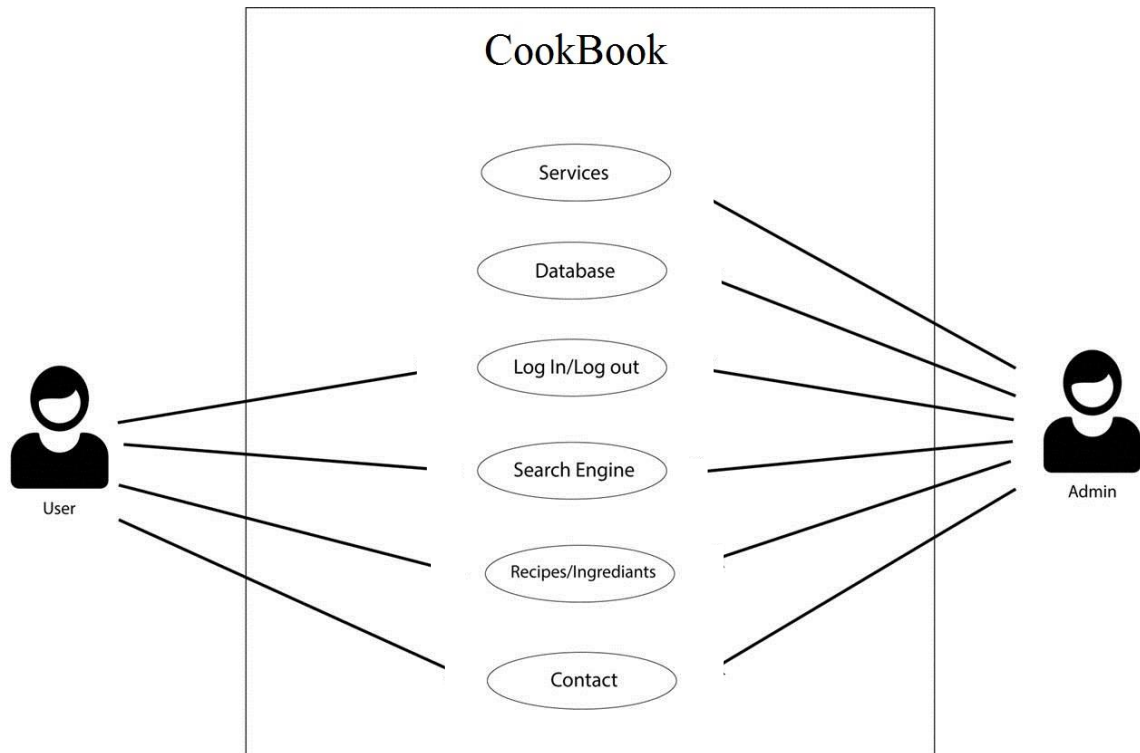 CookBook
Services
Database
Log In/Log out
Search Engine
Recipes/Ingrediants
Contact
User
Admin